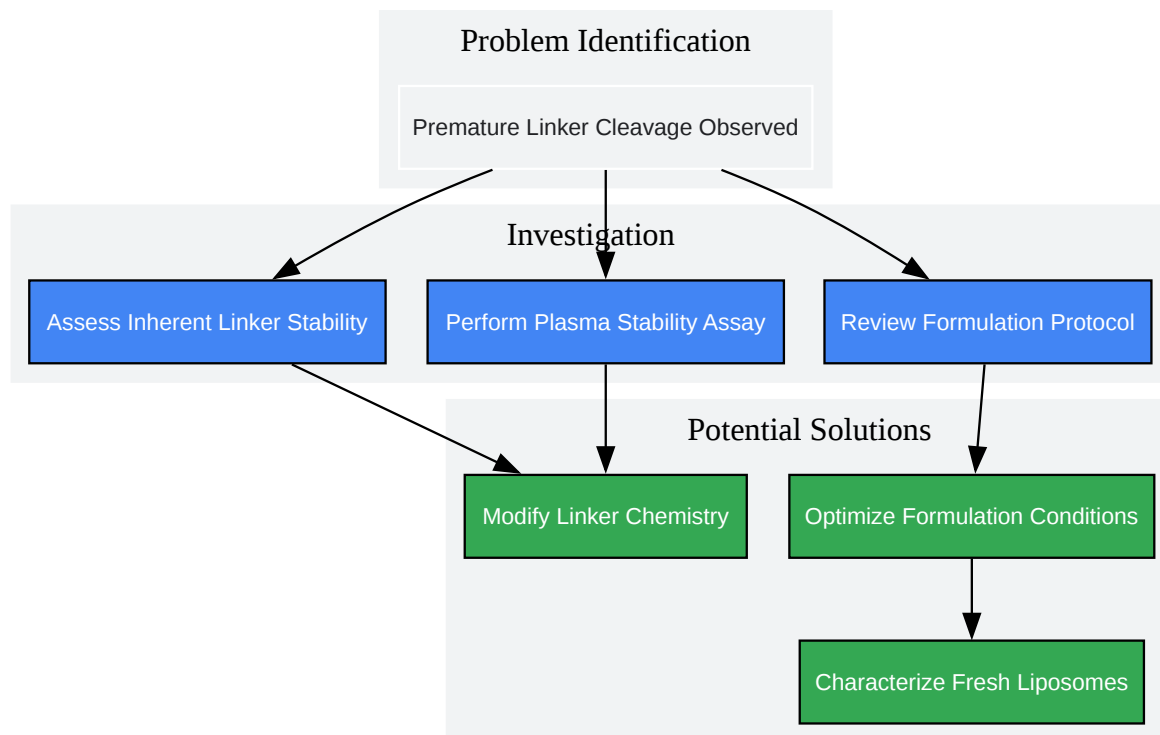 Problem Identification
Premature Linker Cleavage Observed
Investigation
Assess Inherent Linker Stability
Perform Plasma Stability Assay
Review Formulation Protocol
Potential Solutions
Modify Linker Chemistry
Optimize Formulation Conditions
Characterize Fresh Liposomes